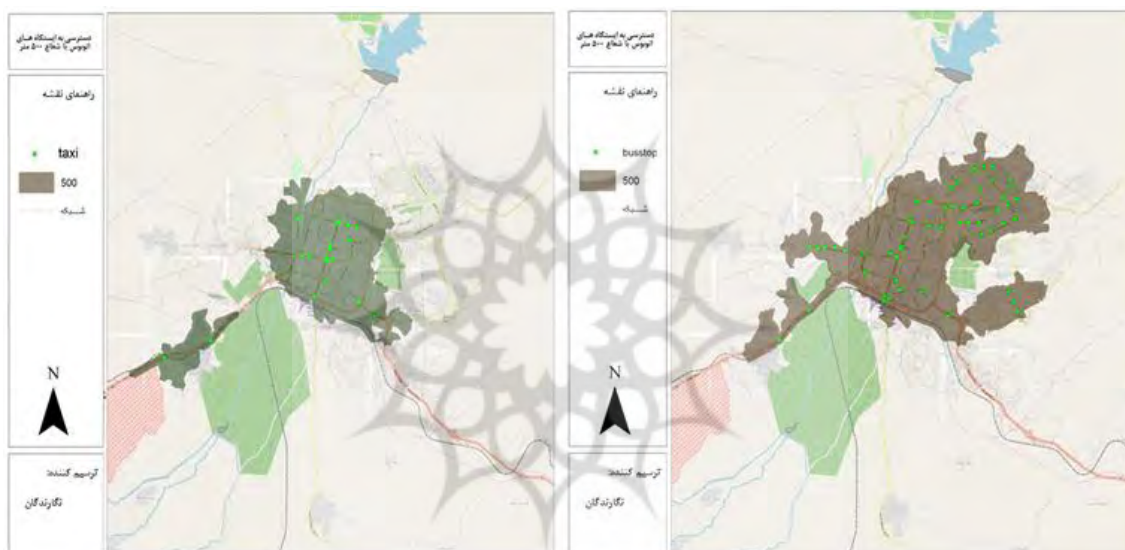 دسترسی به ایستگاه های
اتوبوس با شعاع ۵۰۰ متر
راهنمای نقشه
taxi
500
شبکه
N
ترسیم کننده:
نگارندگان
دسترسی به ایستگاه های
اتوبوس با شعاع ۵۰۰ متر
راهنمای نقشه
busstop
500
شبکه
N
ترسیم کننده:
نگارندگان